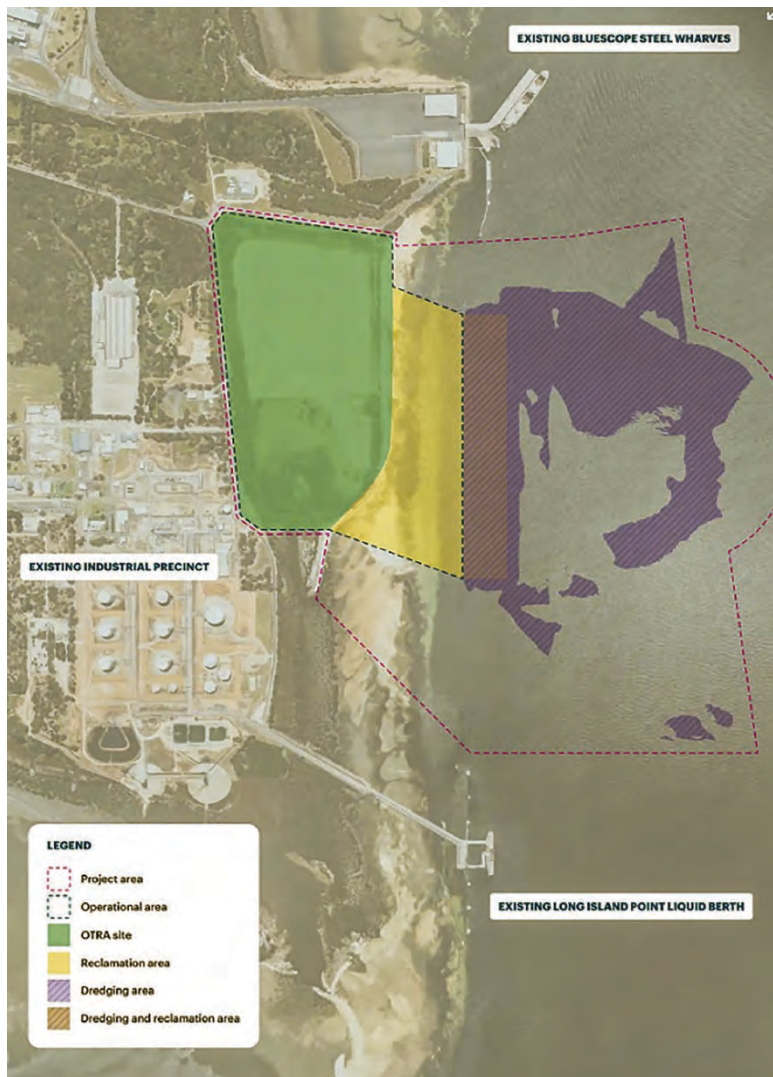 EXISTING BLUESCOPE STEEL WHARVES
EXISTING INDUSTRIAL PRECINCT
LEGEND
Project area
Operational area
OTRA site
Reclamation area
Dredging area
Dredging and reclamation area
EXISTING LONG ISLAND POINT LIQUID BERTH